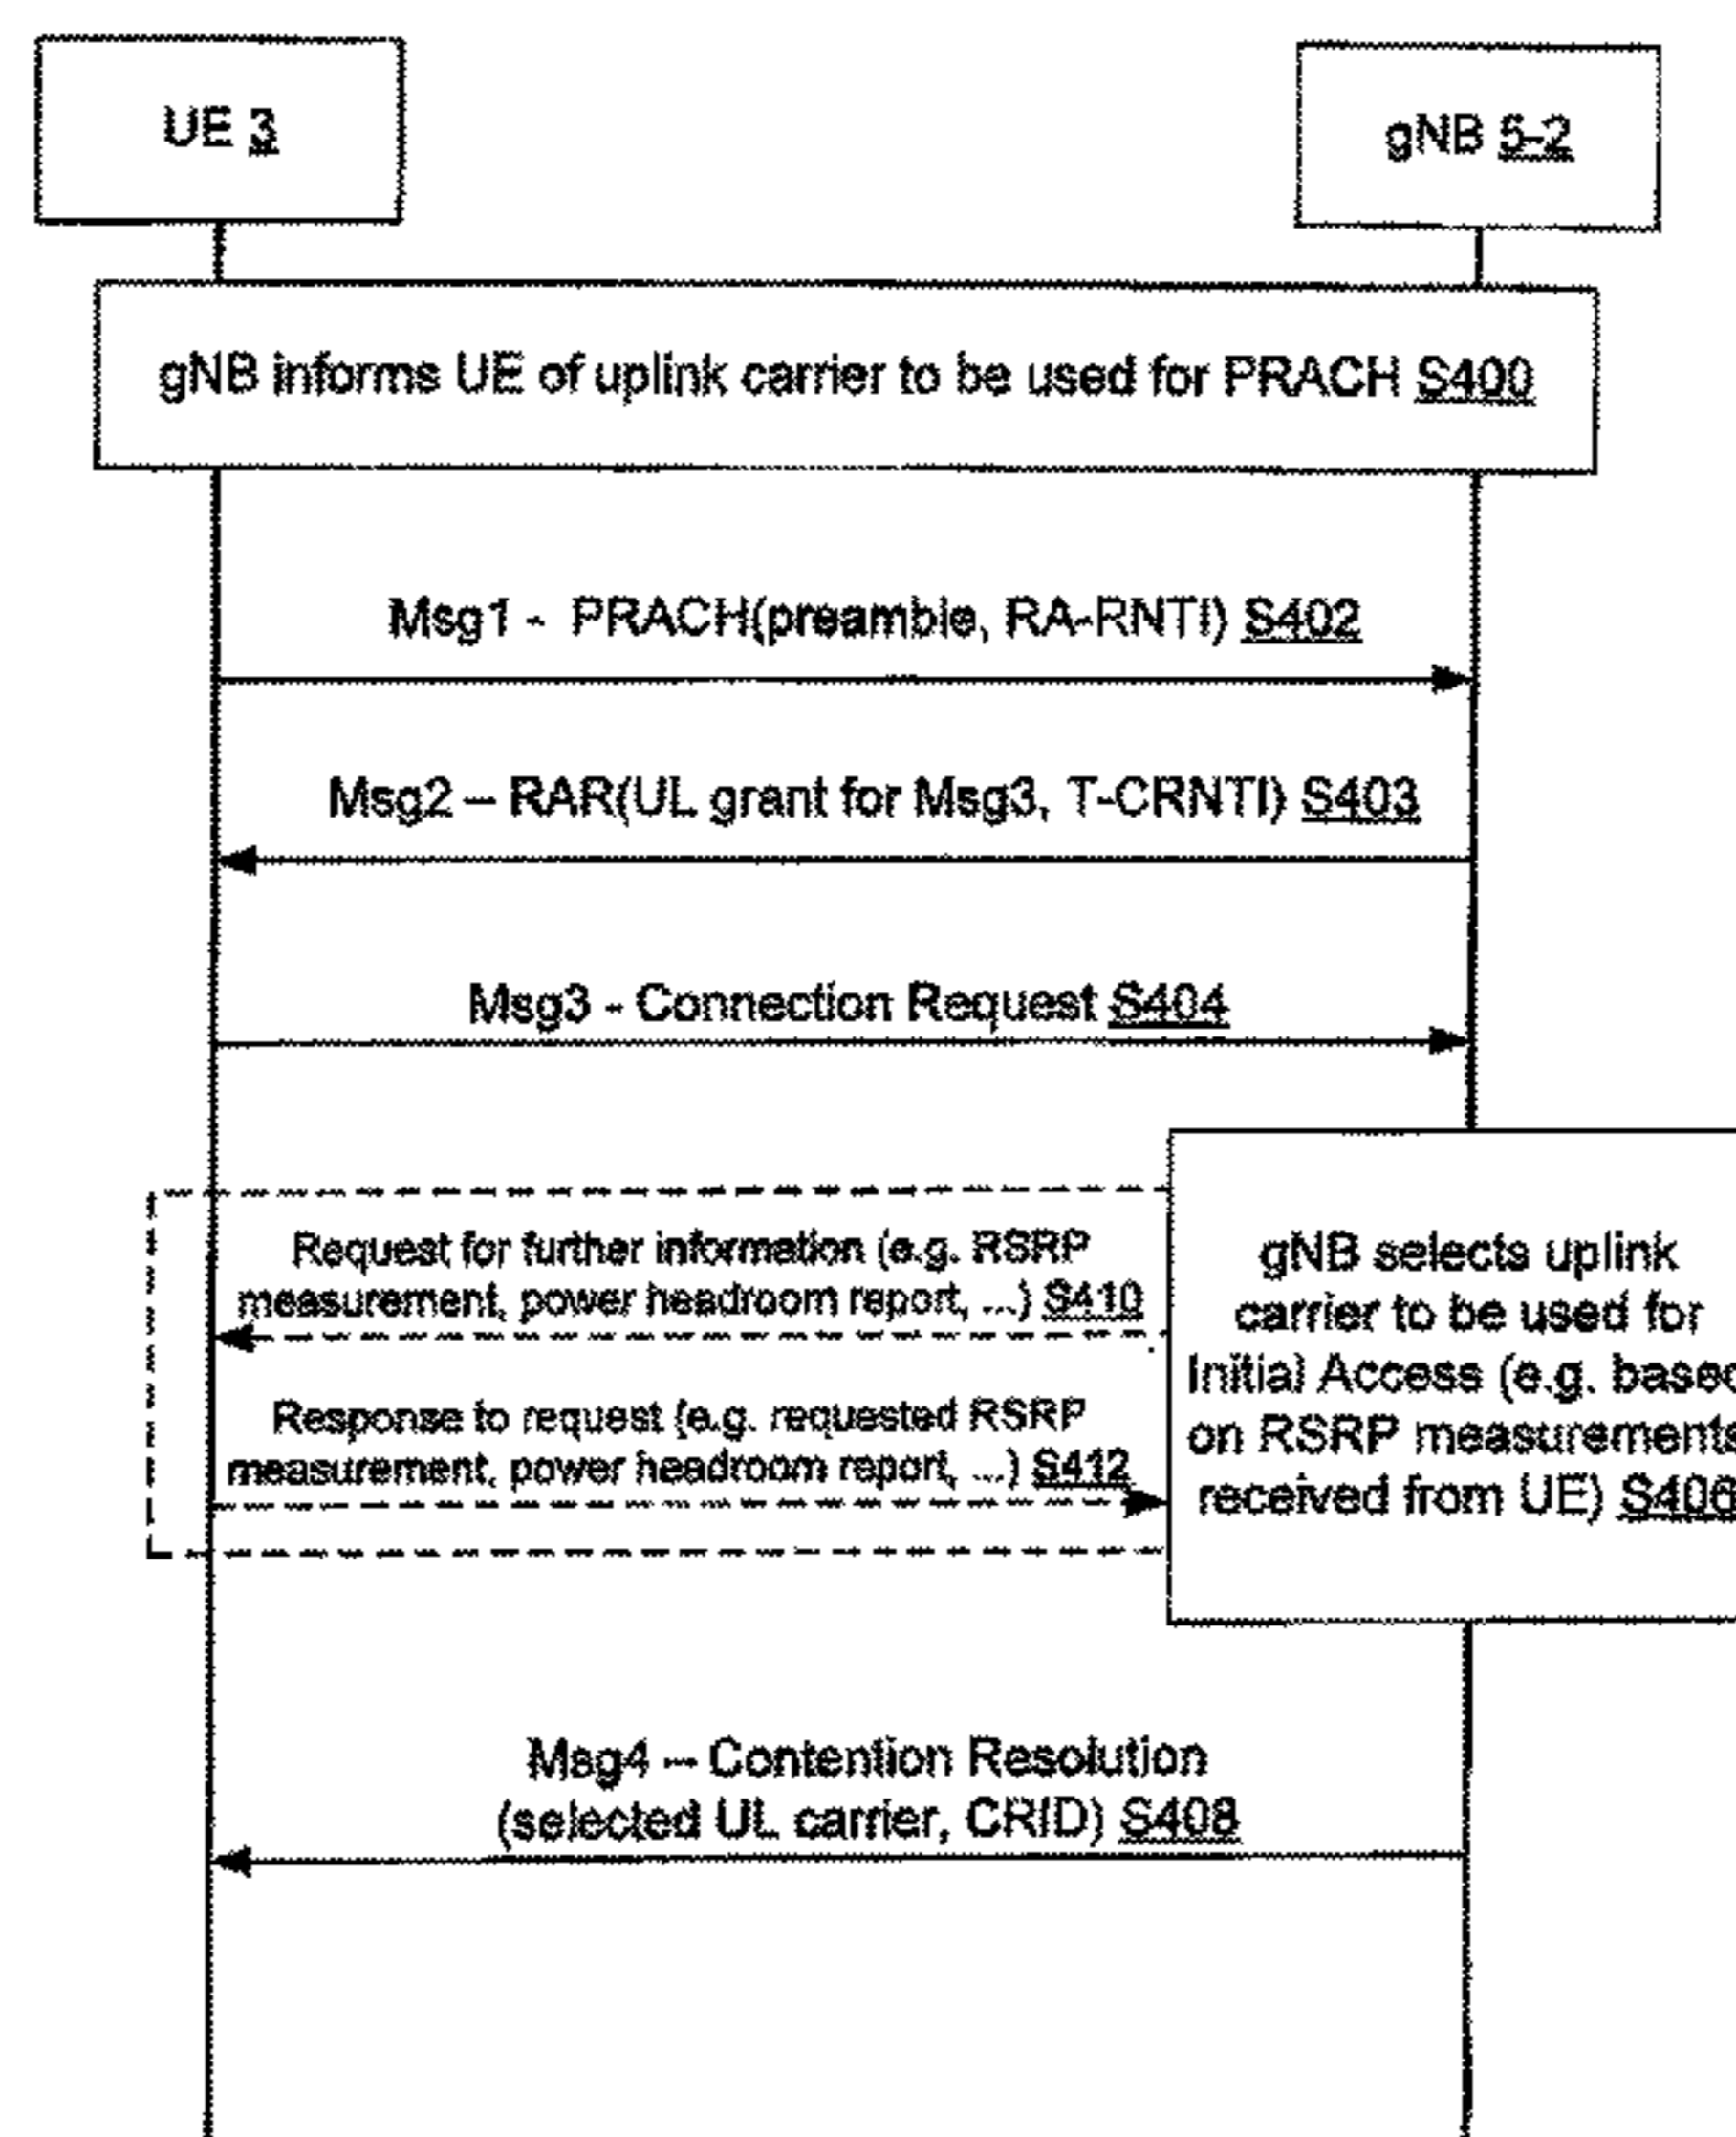 UE 3
gNB 5-2
gNB informs UE of uplink carrier to be used for PRACH S400
Msg1 - PRACH(preamble, RA-RNTI) S402
Msg2 – RAR(UL grant for Msg3, T-CRNTI) S403
Msg3 - Connection Request S404
Request for further information (e.g. RSRP
measurement, power headroom report, ...) S410
Response to request (e.g. requested RSRP
measurement, power headroom report, ...) S412
gNB selects uplink
carrier to be used for
Initial Access (e.g. based
on RSRP measurements
received from UE) S406
Msg4 – Contention Resolution
(selected UL carrier, CRID) S408